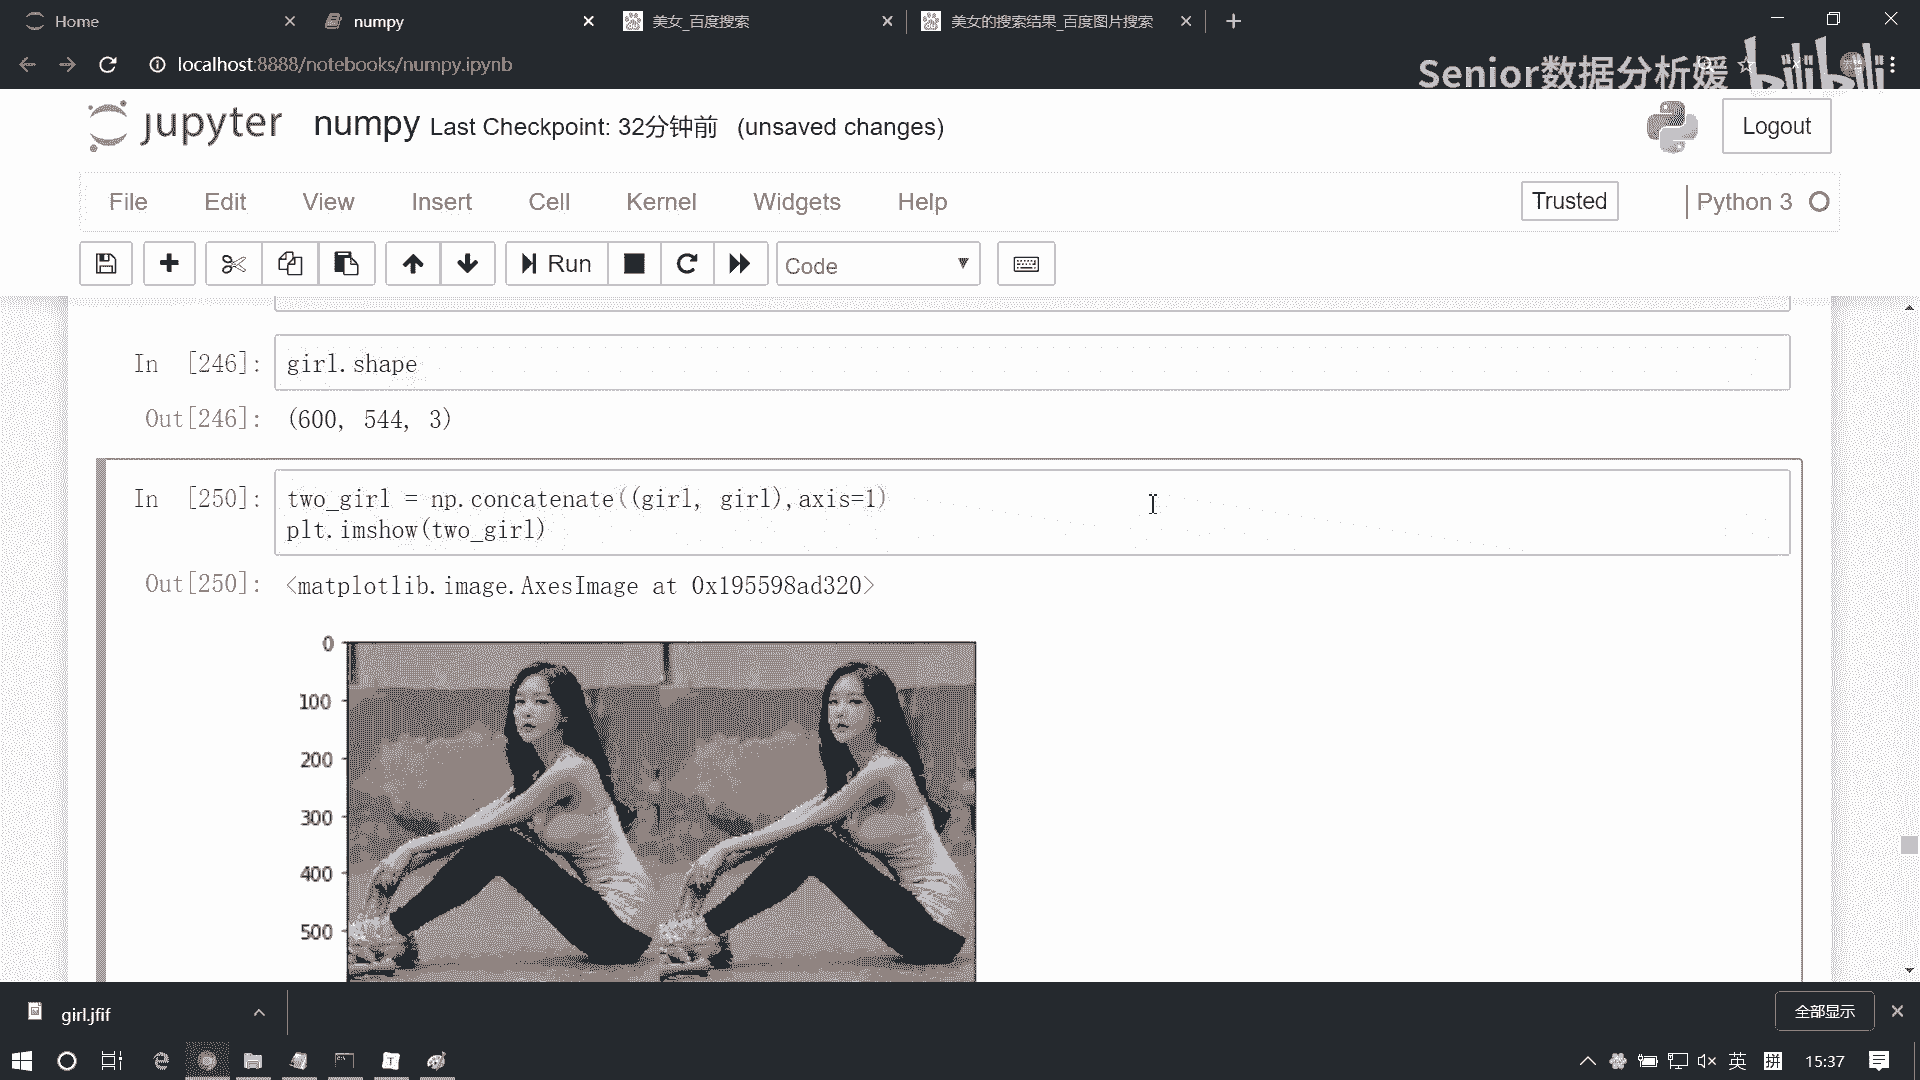 Home
numpy
美女_百度搜索
美女的搜索结果_百度图片搜索
localhost:8888/notebooks/numpy.ipynb
Senior数据分析媛
bilibili
jupyter numpy Last Checkpoint: 32分钟前 (unsaved changes)
Logout
File Edit View Insert Cell Kernel Widgets Help
Trusted
Python 3
Run
Code
In [246]: girl.shape
Out[246]: (600, 544, 3)
In [250]: two_girl = np.concatenate((girl, girl),axis=1)
plt.imshow(two_girl)
Out[250]: <matplotlib.image.AxesImage at 0x195598ad320>
0
100
200
300
400
500
girl.jfif
全部显示
英
拼
15:37